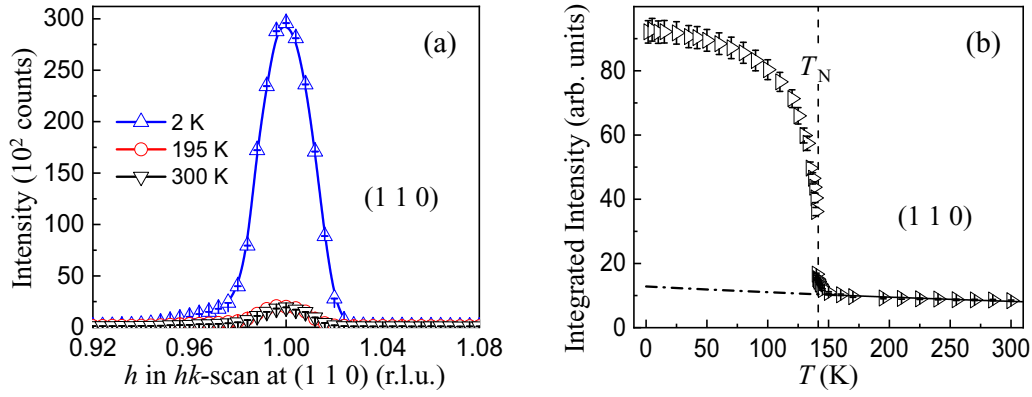 300
250
200
150
100
50
0
Intensity (10² counts)
(a)
2 K
195 K
300 K
(1 1 0)
0.92 0.96 1.00 1.04 1.08
h in hk-scan at (1 1 0) (r.l.u.)
80
60
40
20
0
Integrated Intensity (arb. units)
(b)
T_N
(1 1 0)
0 50 100 150 200 250 300
T (K)